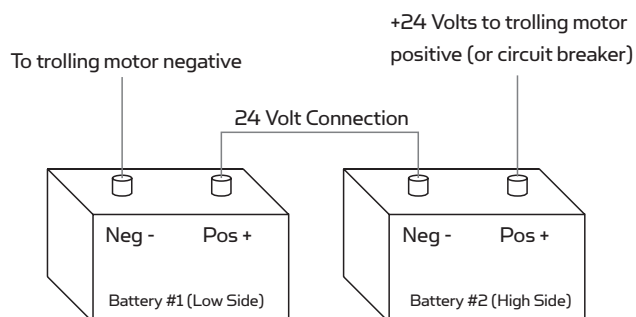 +24 Volts to trolling motor
positive (or circuit breaker)
To trolling motor negative
24 Volt Connection
Neg - Pos +
Neg - Pos +
Battery #1 (Low Side)
Battery #2 (High Side)